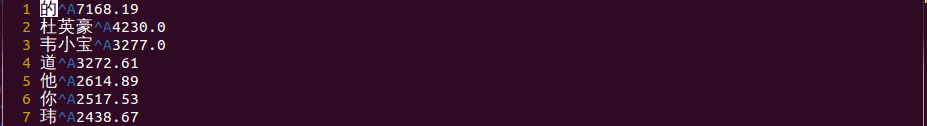 1 的^A7168.19
2 杜英豪^A4230.0
3 韦小宝^A3277.0
4 道^A3272.61
5 他^A2614.89
6 你^A2517.53
7 玮^A2438.67